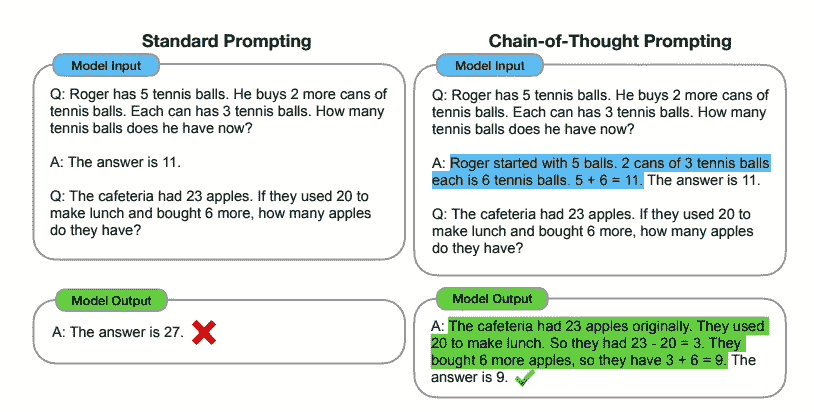 Standard Prompting
Model Input
Q: Roger has 5 tennis balls. He buys 2 more cans of
tennis balls. Each can has 3 tennis balls. How many
tennis balls does he have now?
A: The answer is 11.
Q: The cafeteria had 23 apples. If they used 20 to
make lunch and bought 6 more, how many apples
do they have?
Model Output
A: The answer is 27.
Chain-of-Thought Prompting
Model Input
Q: Roger has 5 tennis balls. He buys 2 more cans of
tennis balls. Each can has 3 tennis balls. How many
tennis balls does he have now?
A: Roger started with 5 balls. 2 cans of 3 tennis balls
each is 6 tennis balls. 5 + 6 = 11. The answer is 11.
Q: The cafeteria had 23 apples. If they used 20 to
make lunch and bought 6 more, how many apples
do they have?
Model Output
A: The cafeteria had 23 apples originally. They used
20 to make lunch. So they had 23 - 20 = 3. They
bought 6 more apples, so they have 3 + 6 = 9. The
answer is 9.